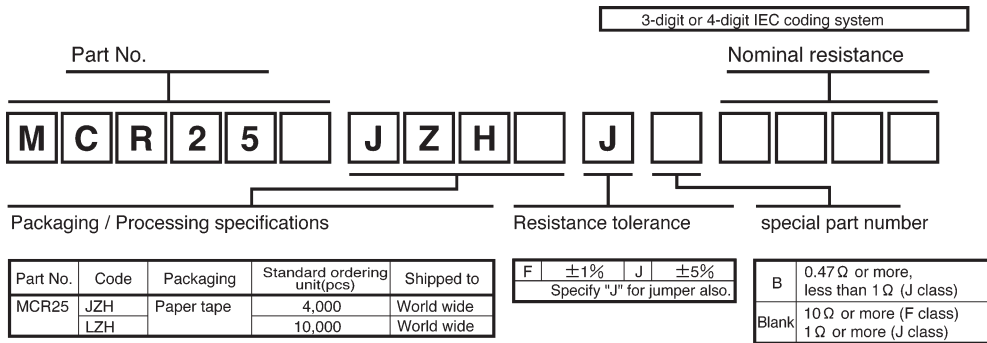 3-digit or 4-digit IEC coding system
Part No. Nominal resistance
M C R 2 5 J Z H J
Packaging / Processing specifications Resistance tolerance special part number
Part No. Code Packaging Standard ordering unit(pcs) Shipped to
MCR25 JZH Paper tape 4,000 World wide
LZH 10,000 World wide
F ±1% J ±5%
Specify "J" for jumper also.
B 0.47Ω or more,
less than 1Ω (J class)
Blank 10Ω or more (F class)
1Ω or more (J class)